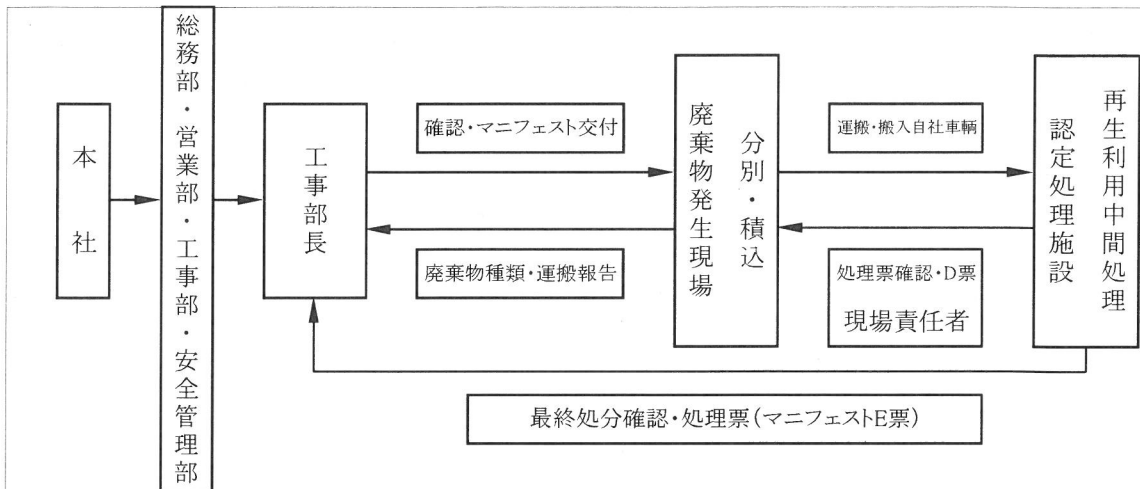 本社
総務部・営業部・工事部・安全管理部
工事部長
確認・マニフェスト交付
廃棄物種類・運搬報告
分別・積込
廃棄物発生現場
運搬・搬入自社車輌
処理票確認・D票
現場責任者
再生利用中間処理
認定処理施設
最終処分確認・処理票(マニフェストE票)